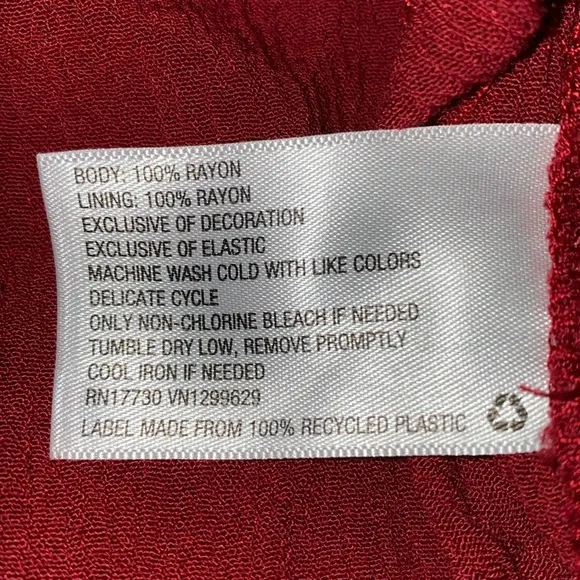 BODY: 100% RAYON
LINING: 100% RAYON
EXCLUSIVE OF DECORATION
EXCLUSIVE OF ELASTIC
MACHINE WASH COLD WITH LIKE COLORS
DELICATE CYCLE
ONLY NON-CHLORINE BLEACH IF NEEDED
TUMBLE DRY LOW, REMOVE PROMPTLY
COOL IRON IF NEEDED
RN17730 VN1299629
LABEL MADE FROM 100% RECYCLED PLASTIC